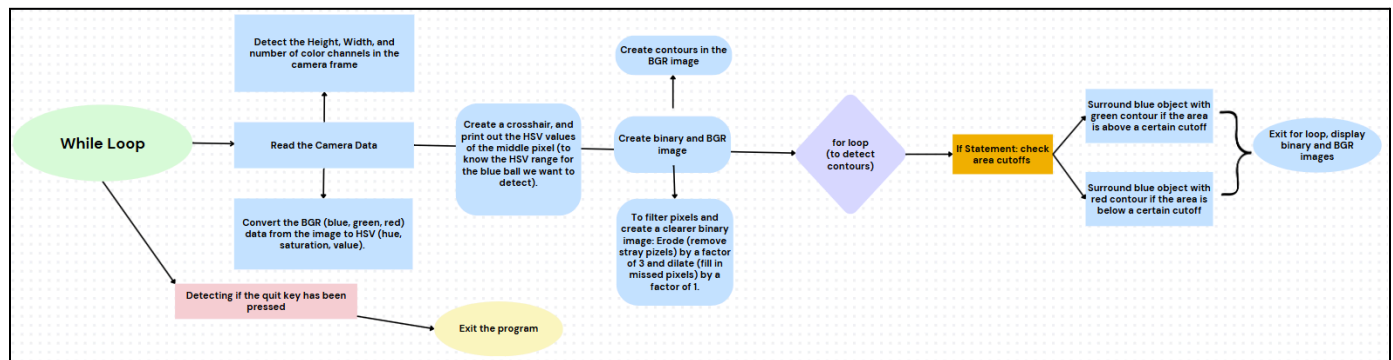 Detect the Height, Width, and
number of color channels in the
camera frame
While Loop
Read the Camera Data
Convert the BGR (blue, green, red)
data from the image to HSV (hue,
saturation, value).
Detecting if the quit key has been
pressed
Exit the program
Create a crosshair, and
print out the HSV values
of the middle pixel (to
know the HSV range for
the blue ball we want to
detect).
Create contours in the
BGR image
Create binary and BGR
image
To filter pixels and
create a clearer binary
image: Erode (remove
stray pizels) by a factor
of 3 and dilate (fill in
missed pixels) by a
factor of 1.
for loop
(to detect
contours)
If Statement: check
area cutoffs
Surround blue object with
green contour if the area
is above a certain cutoff
Surround blue object with
red contour if the area is
below a certain cutoff
Exit for loop, display
binary and BGR
images